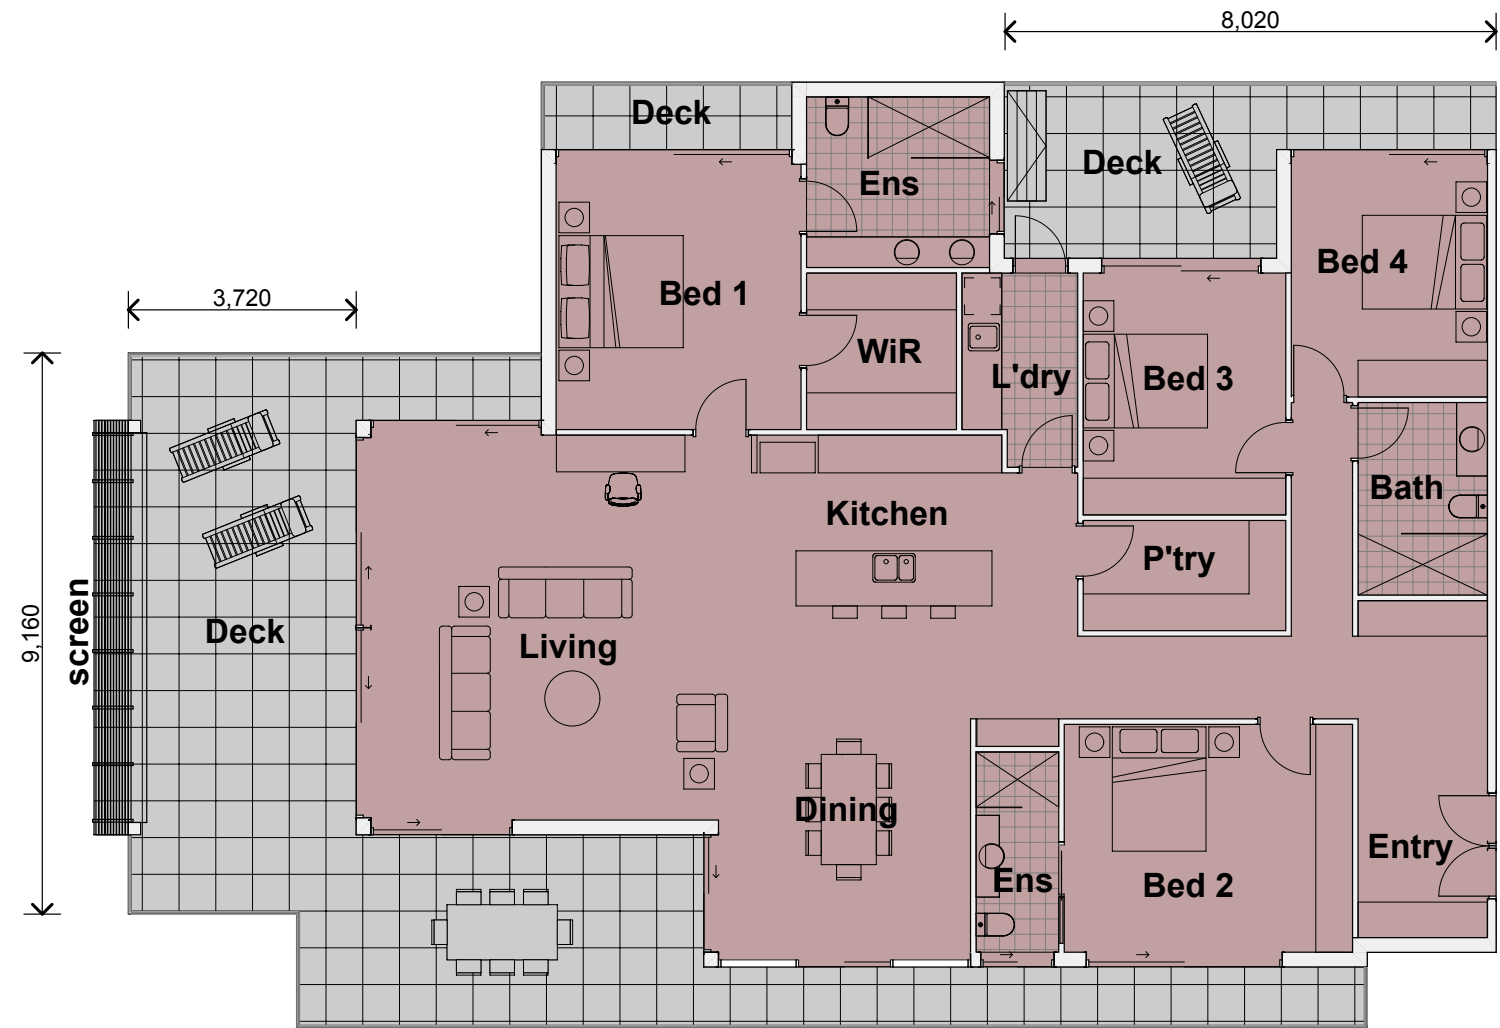 8,020
Deck
Deck
Ens
Bed 4
Bed 1
3,720
WiR
L'dry
Bed 3
Bath
Kitchen
P'try
9,160
screen
Deck
Living
Dining
Entry
Ens
Bed 2